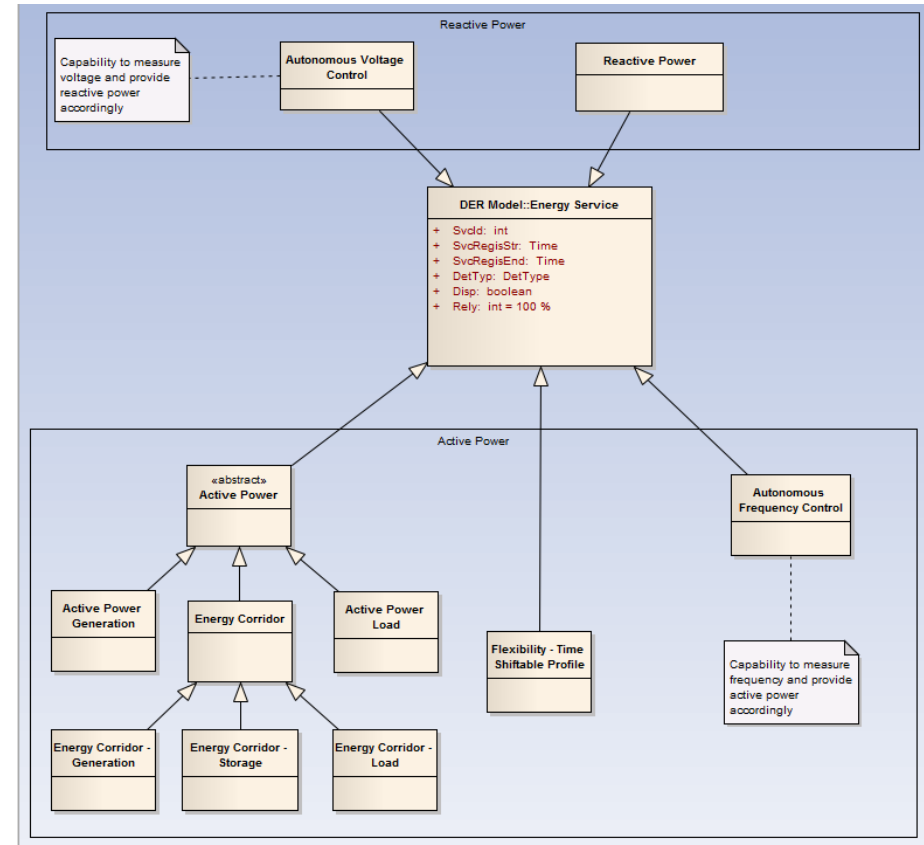 Reactive Power
Capability to measure
voltage and provide
reactive power
accordingly
Autonomous Voltage
Control
Reactive Power
DER Model::Energy Service
+ SvcId: int
+ SvcRegisStr: Time
+ SvcRegisEnd: Time
+ DetTyp: DetType
+ Disp: boolean
+ Rely: int = 100 %
Active Power
«abstract»
Active Power
Autonomous
Frequency Control
Active Power
Generation
Energy Corridor
Active Power
Load
Flexibility - Time
Shiftable Profile
Capability to measure
frequency and provide
active power
accordingly
Energy Corridor -
Generation
Energy Corridor -
Storage
Energy Corridor -
Load